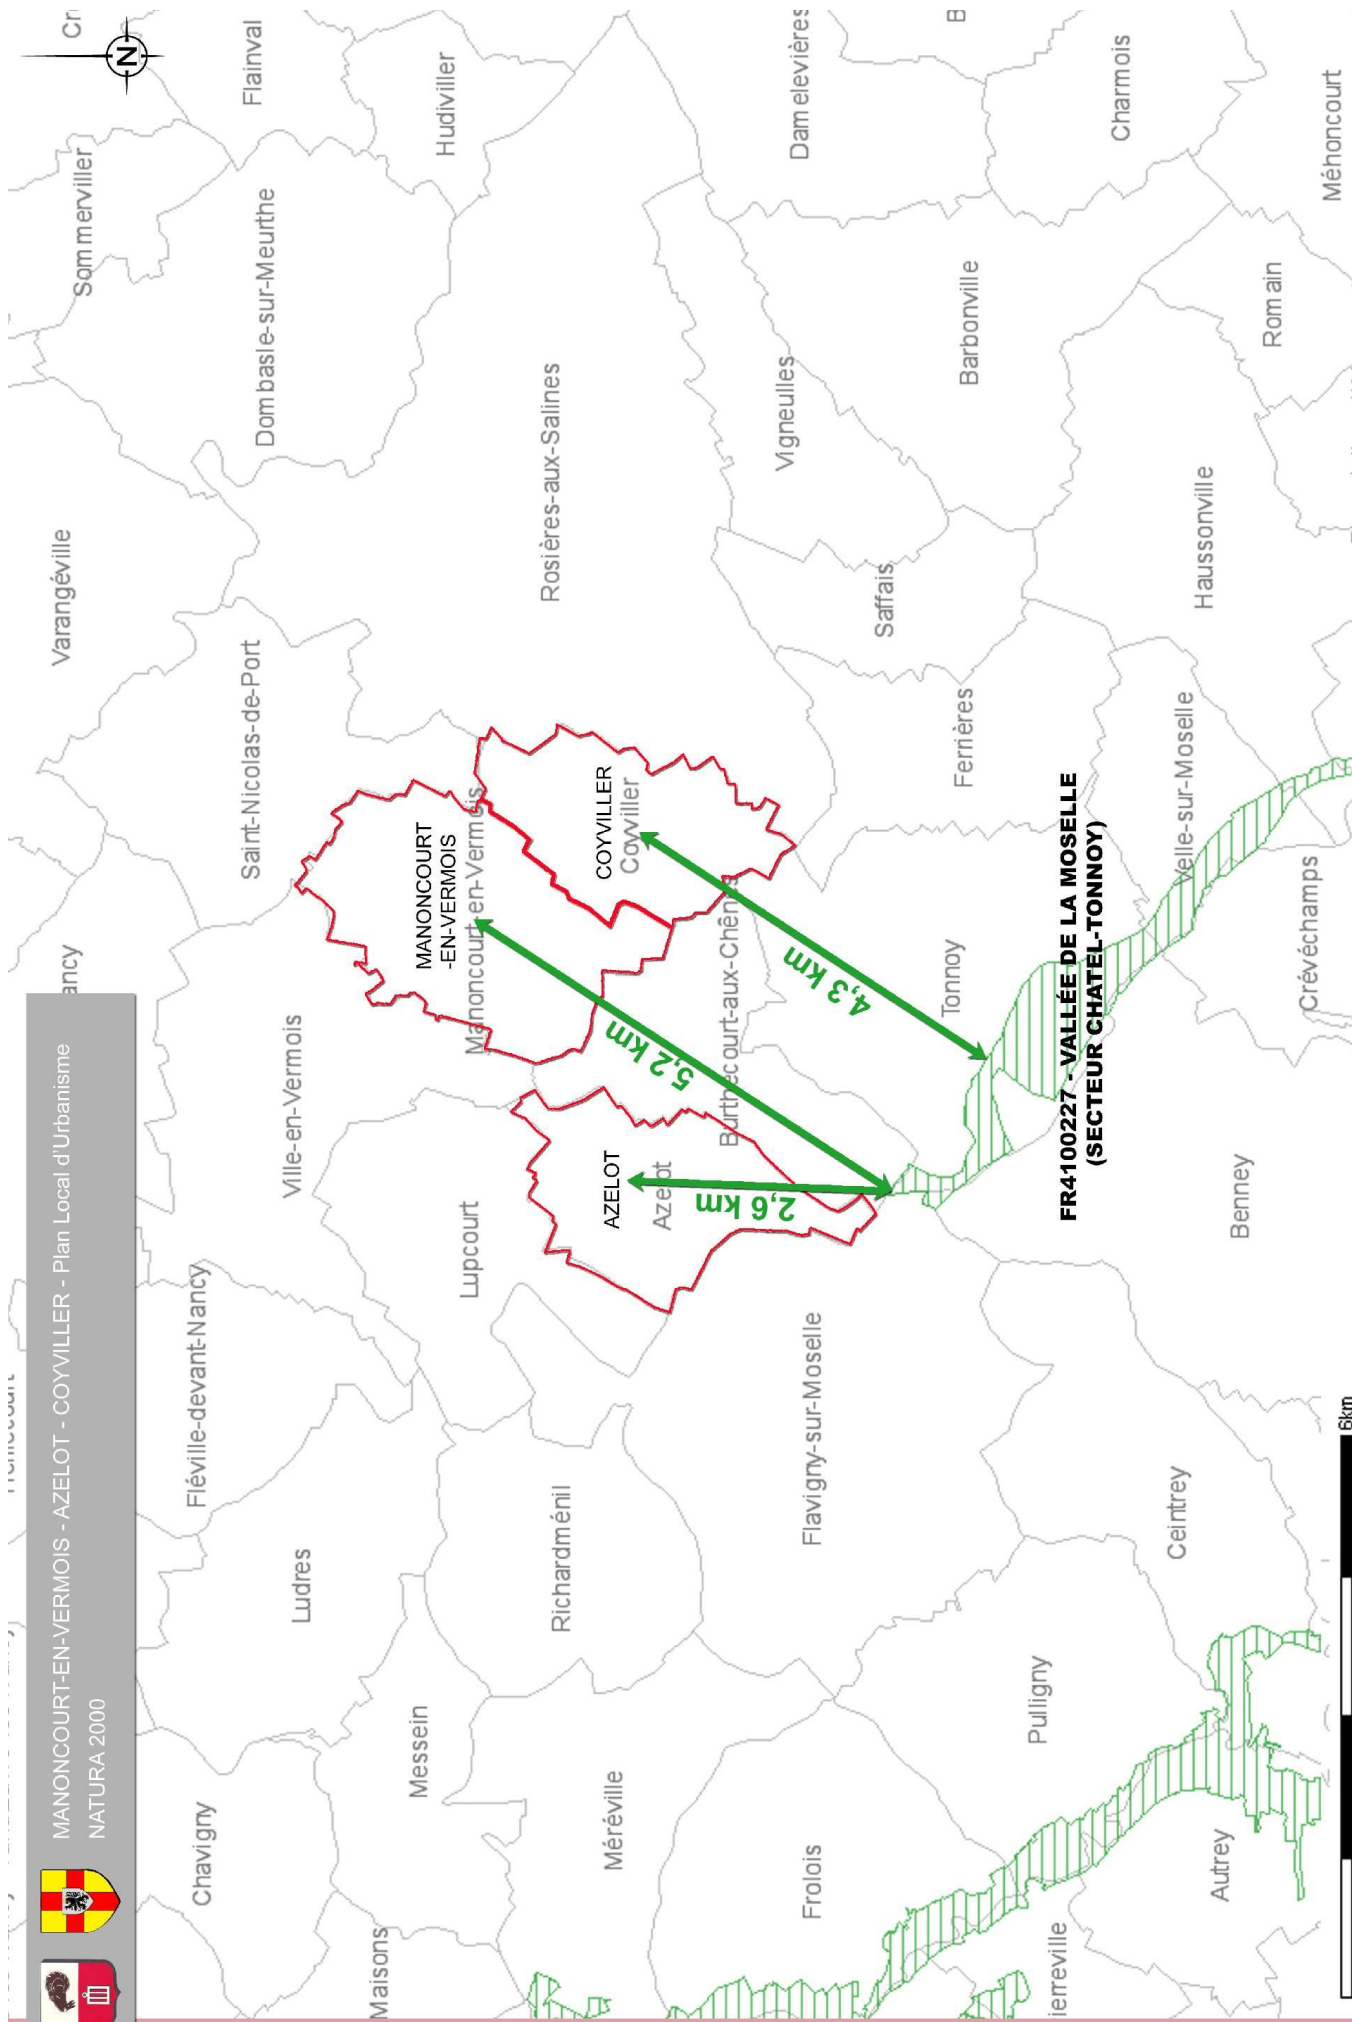 MANONCOURT-EN-VERMOIS - AZELOT - COYVILLER - Plan Local d'Urbanisme
NATURA 2000
Chavigny
Ludres
Fléville-devant-Nancy
Ville-en-Vermois
Saint-Nicolas-de-Port
Varangéville
Dombasle-sur-Meurthe
Sommerviller
Flainval
N
Maisons
Messein
Lupcourt
MANONCOURT
-EN-VERMOIS
Manoncourt-en-Vermois
Hudiviller
Méréville
Richardménil
AZELOT
Azelot
COYVILLER
Coyviller
Rosières-aux-Salines
5,2 km
2,6 km
4,3 km
Burthecourt-aux-Chênes
Frolois
Flavigny-sur-Moselle
Vigneulles
Damelevières
Saffais
Tonnoy
Ferrières
Barbonville
Charmois
Pulligny
FR4100227 - VALLÉE DE LA MOSELLE
(SECTEUR CHATEL-TONNOY)
Velle-sur-Moselle
Haussonville
Romain
Méhoncourt
Autrey
Ceintrey
Benney
Crévéchamps
ierreville
6km